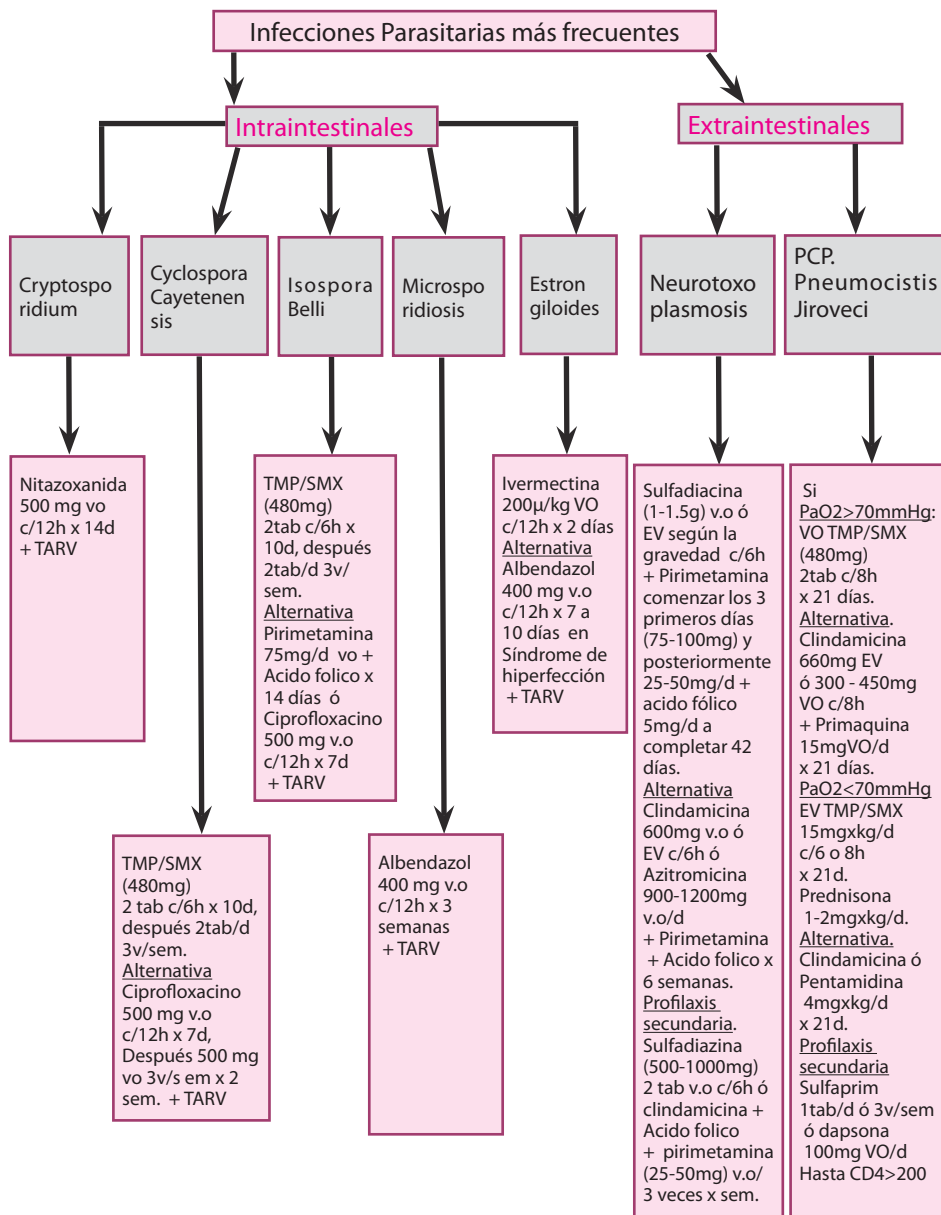 Infecciones Parasitarias más frecuentes
Intraintestinales
Extraintestinales
Cryptospo
ridium
Cyclospora
Cayetenen
sis
Isospora
Belli
Microspo
ridiosis
Estron
giloides
Neurotoxo
plasmosis
PCP.
Pneumocistis
Jiroveci
Nitazoxanida
500 mg vo
c/12h x 14d
+ TARV
TMP/SMX
(480mg)
2tab c/6h x
10d, después
2tab/d 3v/
sem.
Alternativa
Pirimetamina
75mg/d vo +
Acido folico x
14 días ó
Ciprofloxacino
500 mg v.o
c/12h x 7d
+ TARV
Ivermectina
200µ/kg VO
c/12h x 2 días
Alternativa
Albendazol
400 mg v.o
c/12h x 7 a
10 días en
Síndrome de
hiperfección
+ TARV
Sulfadiacina
(1-1.5g) v.o ó
EV según la
gravedad c/6h
+ Pirimetamina
comenzar los 3
primeros días
(75-100mg) y
posteriormente
25-50mg/d +
acido fólico
5mg/d a
completar 42
días.
Alternativa
Clindamicina
600mg v.o ó
EV c/6h ó
Azitromicina
900-1200mg
v.o/d
+ Pirimetamina
+ Acido folico x
6 semanas.
Profilaxis
secundaria.
Sulfadiazina
(500-1000mg)
2 tab v.o c/6h ó
clindamicina +
Acido folico
+ pirimetamina
(25-50mg) v.o/
3 veces x sem.
Si
PaO2>70mmHg:
VO TMP/SMX
(480mg)
2tab c/8h
x 21 días.
Alternativa.
Clindamicina
660mg EV
ó 300 - 450mg
VO c/8h
+ Primaquina
15mgVO/d
x 21 días.
PaO2<70mmHg
EV TMP/SMX
15mgxkg/d
c/6 o 8h
x 21d.
Prednisona
1-2mgxkg/d.
Alternativa.
Clindamicina ó
Pentamidina
4mgxkg/d
x 21d.
Profilaxis
secundaria
Sulfaprim
1tab/d ó 3v/sem
ó dapsona
100mg VO/d
Hasta CD4>200
TMP/SMX
(480mg)
2 tab c/6h x 10d,
después 2tab/d
3v/sem.
Alternativa
Ciprofloxacino
500 mg v.o
c/12h x 7d,
Después 500 mg
vo 3v/s em x 2
sem. + TARV
Albendazol
400 mg v.o
c/12h x 3
semanas
+ TARV